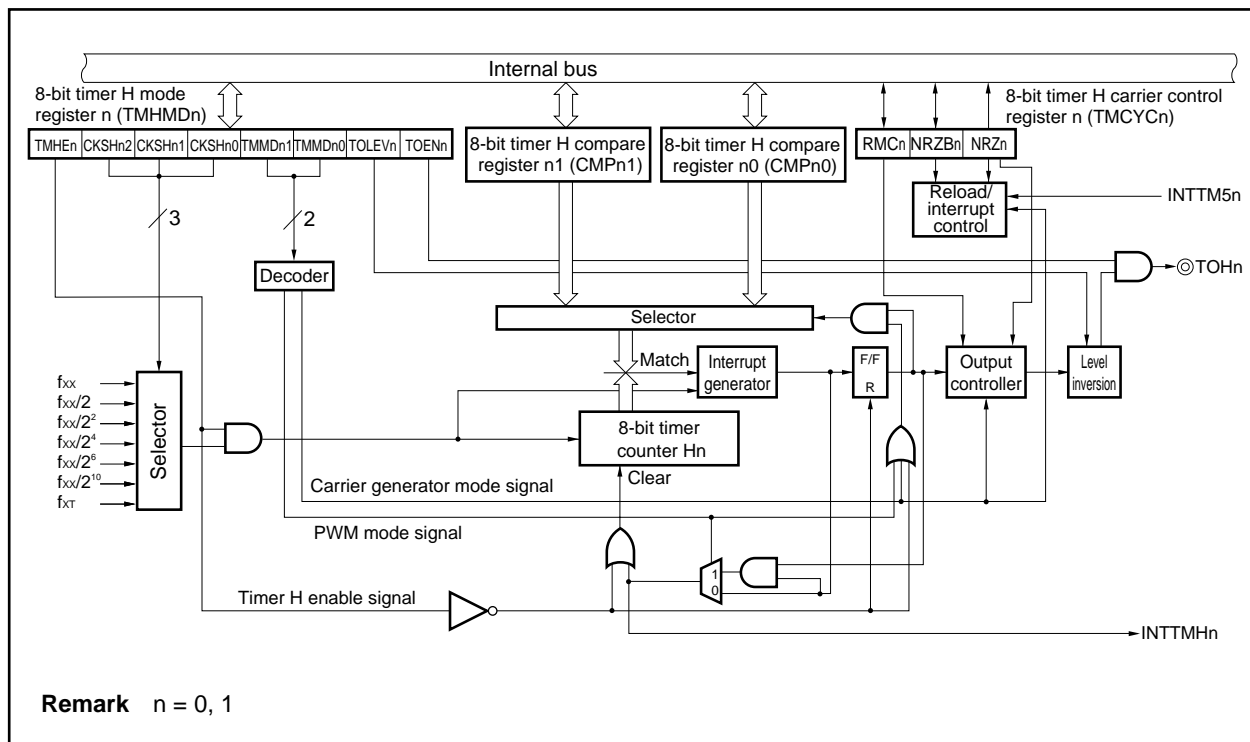 Internal bus
8-bit timer H mode
register n (TMHMDn)
8-bit timer H carrier control
register n (TMCYCn)
TMHEn CKSHn2 CKSHn1 CKSHn0 TMMDn1 TMMDn0 TOLEVn TOENn
8-bit timer H compare
register n1 (CMPn1)
8-bit timer H compare
register n0 (CMPn0)
RMCn NRZBn NRZn
Reload/
interrupt
control
INTTM5n
3
2
Decoder
TOHn
Selector
Match
Interrupt
generator
F/F
R
Output
controller
Level
inversion
fXX
fXX/2
fXX/2²
fXX/2⁴
fXX/2⁶
fXX/2¹⁰
fXT
Selector
8-bit timer
counter Hn
Clear
Carrier generator mode signal
PWM mode signal
1
0
Timer H enable signal
INTTMHn
Remark n = 0, 1